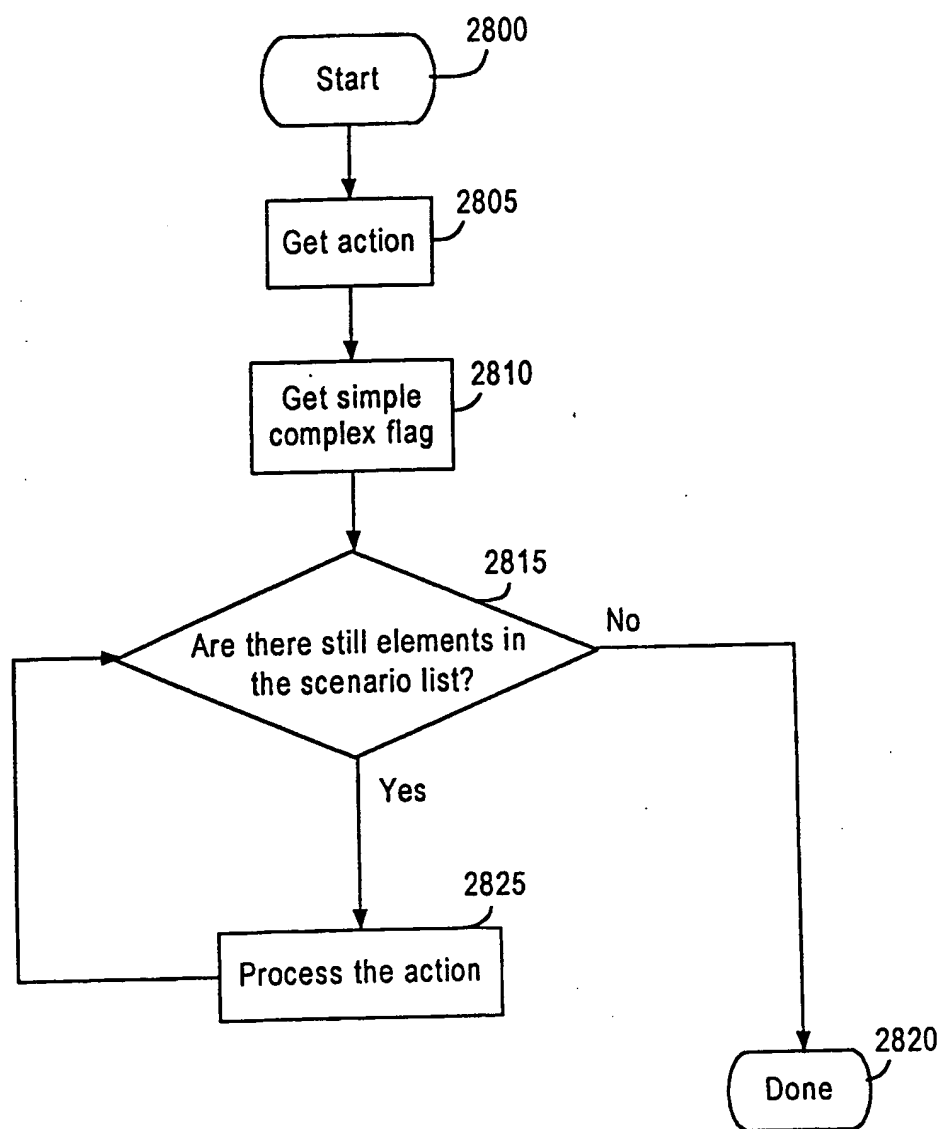 2800
Start
2805
Get action
2810
Get simple
complex flag
2815
Are there still elements in
the scenario list?
No
Yes
2825
Process the action
2820
Done